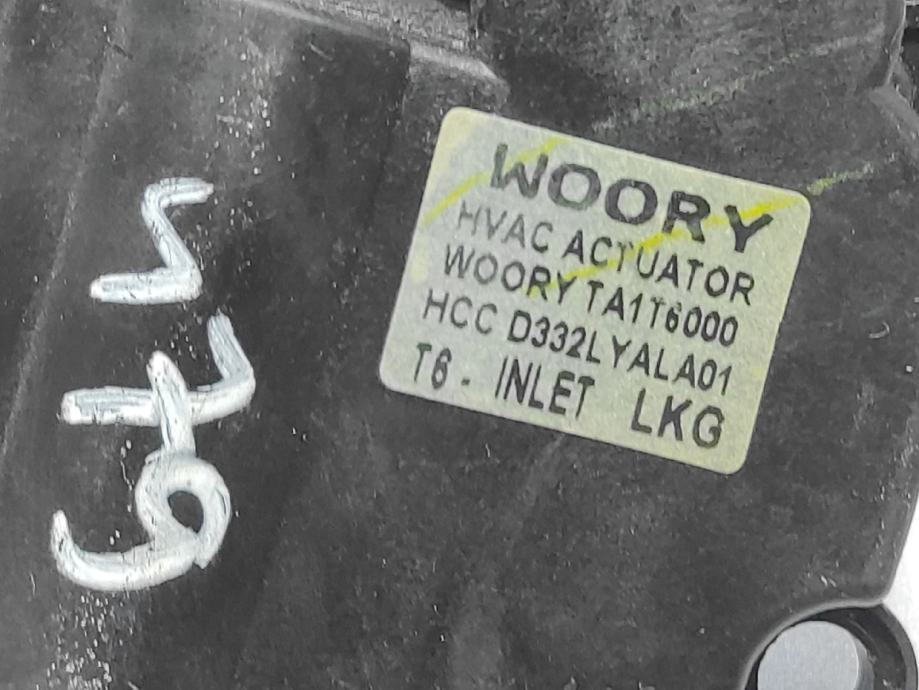 WOORY
HVAC ACTUATOR
WOORY TA1T6000
HCC D332LYALA01
T6 - INLET LKG